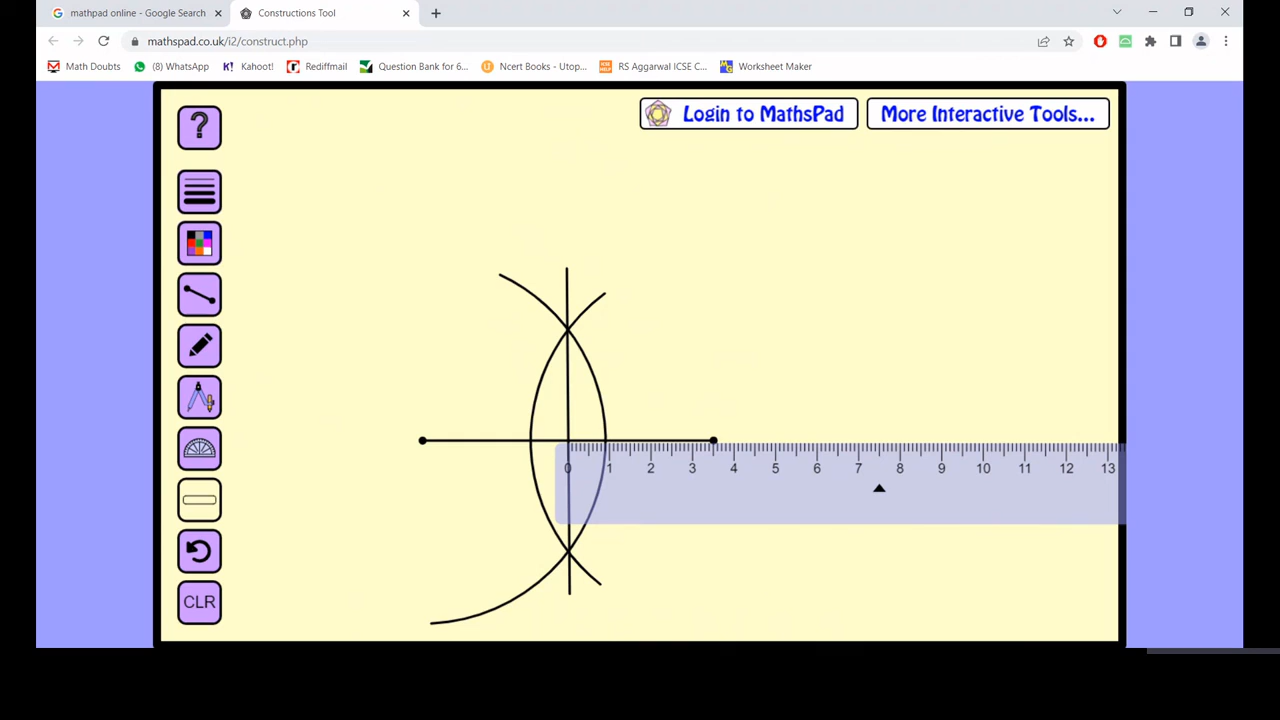 mathpad online - Google Search
Constructions Tool
mathspad.co.uk/i2/construct.php
Math Doubts
(8) WhatsApp
Kahoot!
Rediffmail
Question Bank for 6...
Ncert Books - Utop...
RS Aggarwal ICSE C...
Worksheet Maker
?
Login to MathsPad
More Interactive Tools...
0 1 2 3 4 5 6 7 8 9 10 11 12 13
CLR